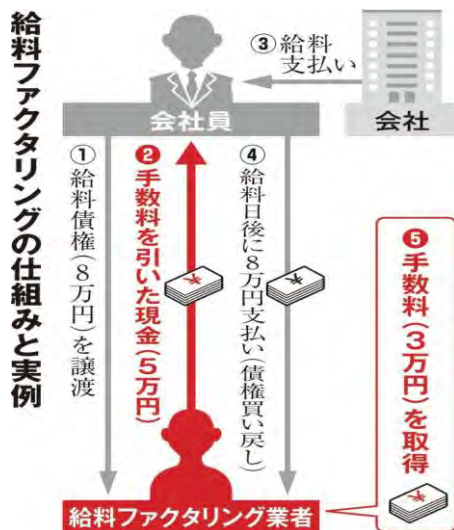 給料ファクタリングの仕組みと実例
③給料
支払い
会社員
会社
①給料債権(8万円)を譲渡
❷手数料を引いた現金(5万円)
④給料日後に8万円支払い(債権買い戻し)
❺手数料(3万円)を取得
¥
¥
¥
給料ファクタリング業者